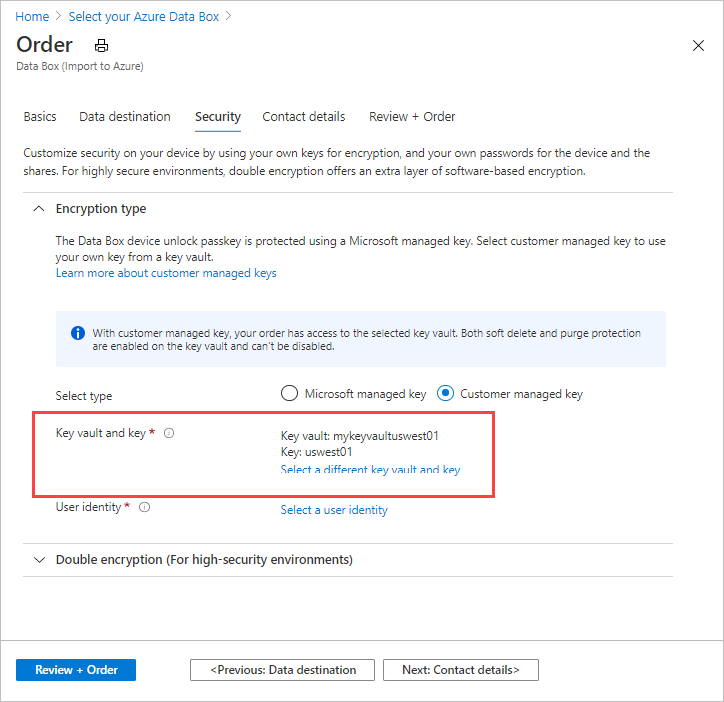 Home > Select your Azure Data Box >
Order
Data Box (Import to Azure)
Basics Data destination Security Contact details Review + Order
Customize security on your device by using your own keys for encryption, and your own passwords for the device and the
shares. For highly secure environments, double encryption offers an extra layer of software-based encryption.
Encryption type
The Data Box device unlock passkey is protected using a Microsoft managed key. Select customer managed key to use
your own key from a key vault.
Learn more about customer managed keys
With customer managed key, your order has access to the selected key vault. Both soft delete and purge protection
are enabled on the key vault and can't be disabled.
Select type Microsoft managed key Customer managed key
Key vault and key *
Key vault: mykeyvaultuswest01
Key: uswest01
Select a different key vault and key
User identity * Select a user identity
Double encryption (For high-security environments)
Review + Order <Previous: Data destination Next: Contact details>